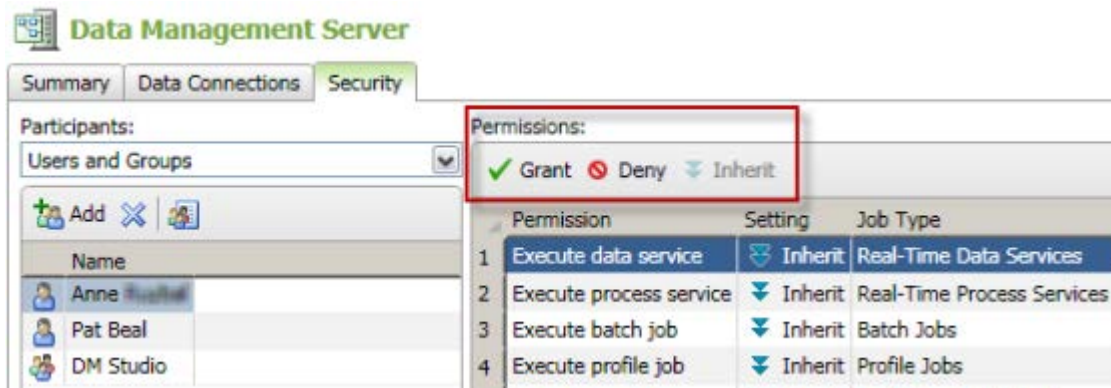 Data Management Server
Summary Data Connections Security
Participants:
Users and Groups
Add
Name
Anne
Pat Beal
DM Studio
Permissions:
Grant Deny Inherit
Permission Setting Job Type
1 Execute data service Inherit Real-Time Data Services
2 Execute process service Inherit Real-Time Process Services
3 Execute batch job Inherit Batch Jobs
4 Execute profile job Inherit Profile Jobs